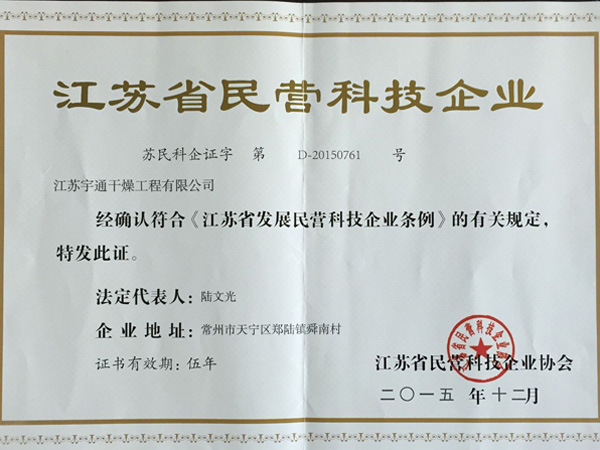 江苏省民营科技企业
苏民科企证字 第 D-20150761 号
江苏宇通干燥工程有限公司
经确认符合《江苏省发展民营科技企业条例》的有关规定，
特发此证。
法定代表人：陆文光
企业地址：常州市天宁区郑陆镇舜南村
证书有效期：伍年
江苏省民营科技企业协会
二〇一五 年 十二月